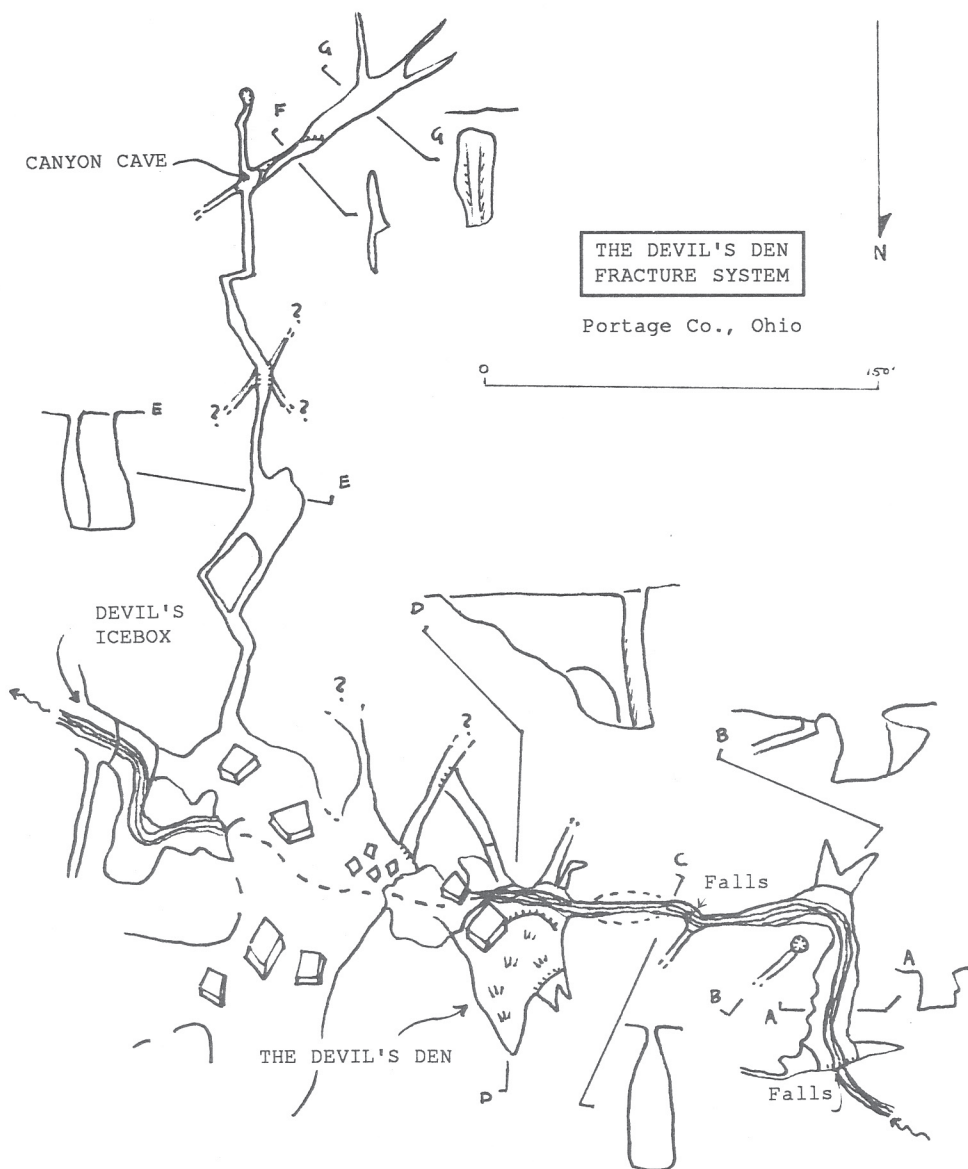 G
F
G
CANYON CAVE
THE DEVIL'S DEN
FRACTURE SYSTEM
N
Portage Co., Ohio
0
150'
?
?
?
E
E
DEVIL'S
ICEBOX
D
?
?
B
C
Falls
A
B
A
THE DEVIL'S DEN
D
Falls